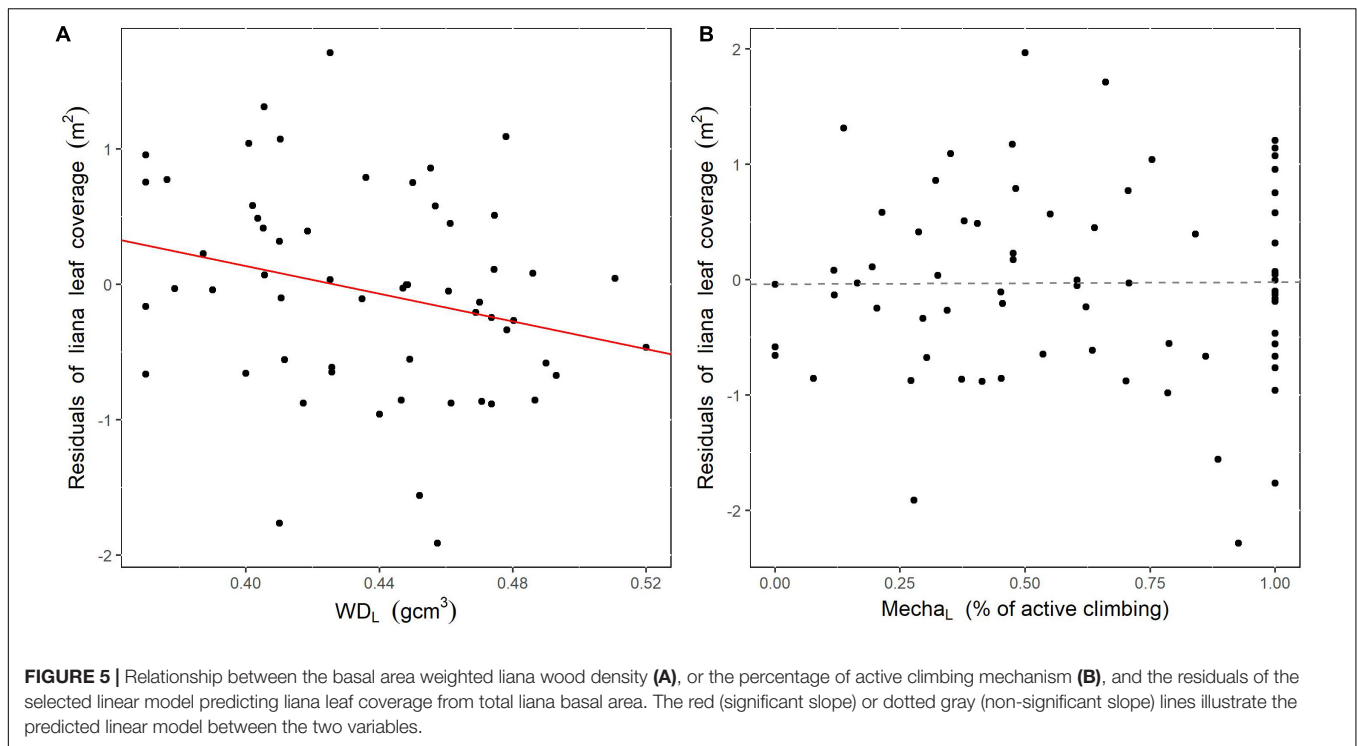 A
B
Residuals of liana leaf coverage (m²)
1
0
-1
-2
0.40 0.44 0.48 0.52
WD_L (gcm³)
Residuals of liana leaf coverage (m²)
2
1
0
-1
-2
0.00 0.25 0.50 0.75 1.00
Mecha_L (% of active climbing)
FIGURE 5 | Relationship between the basal area weighted liana wood density (A), or the percentage of active climbing mechanism (B), and the residuals of the
selected linear model predicting liana leaf coverage from total liana basal area. The red (significant slope) or dotted gray (non-significant slope) lines illustrate the
predicted linear model between the two variables.